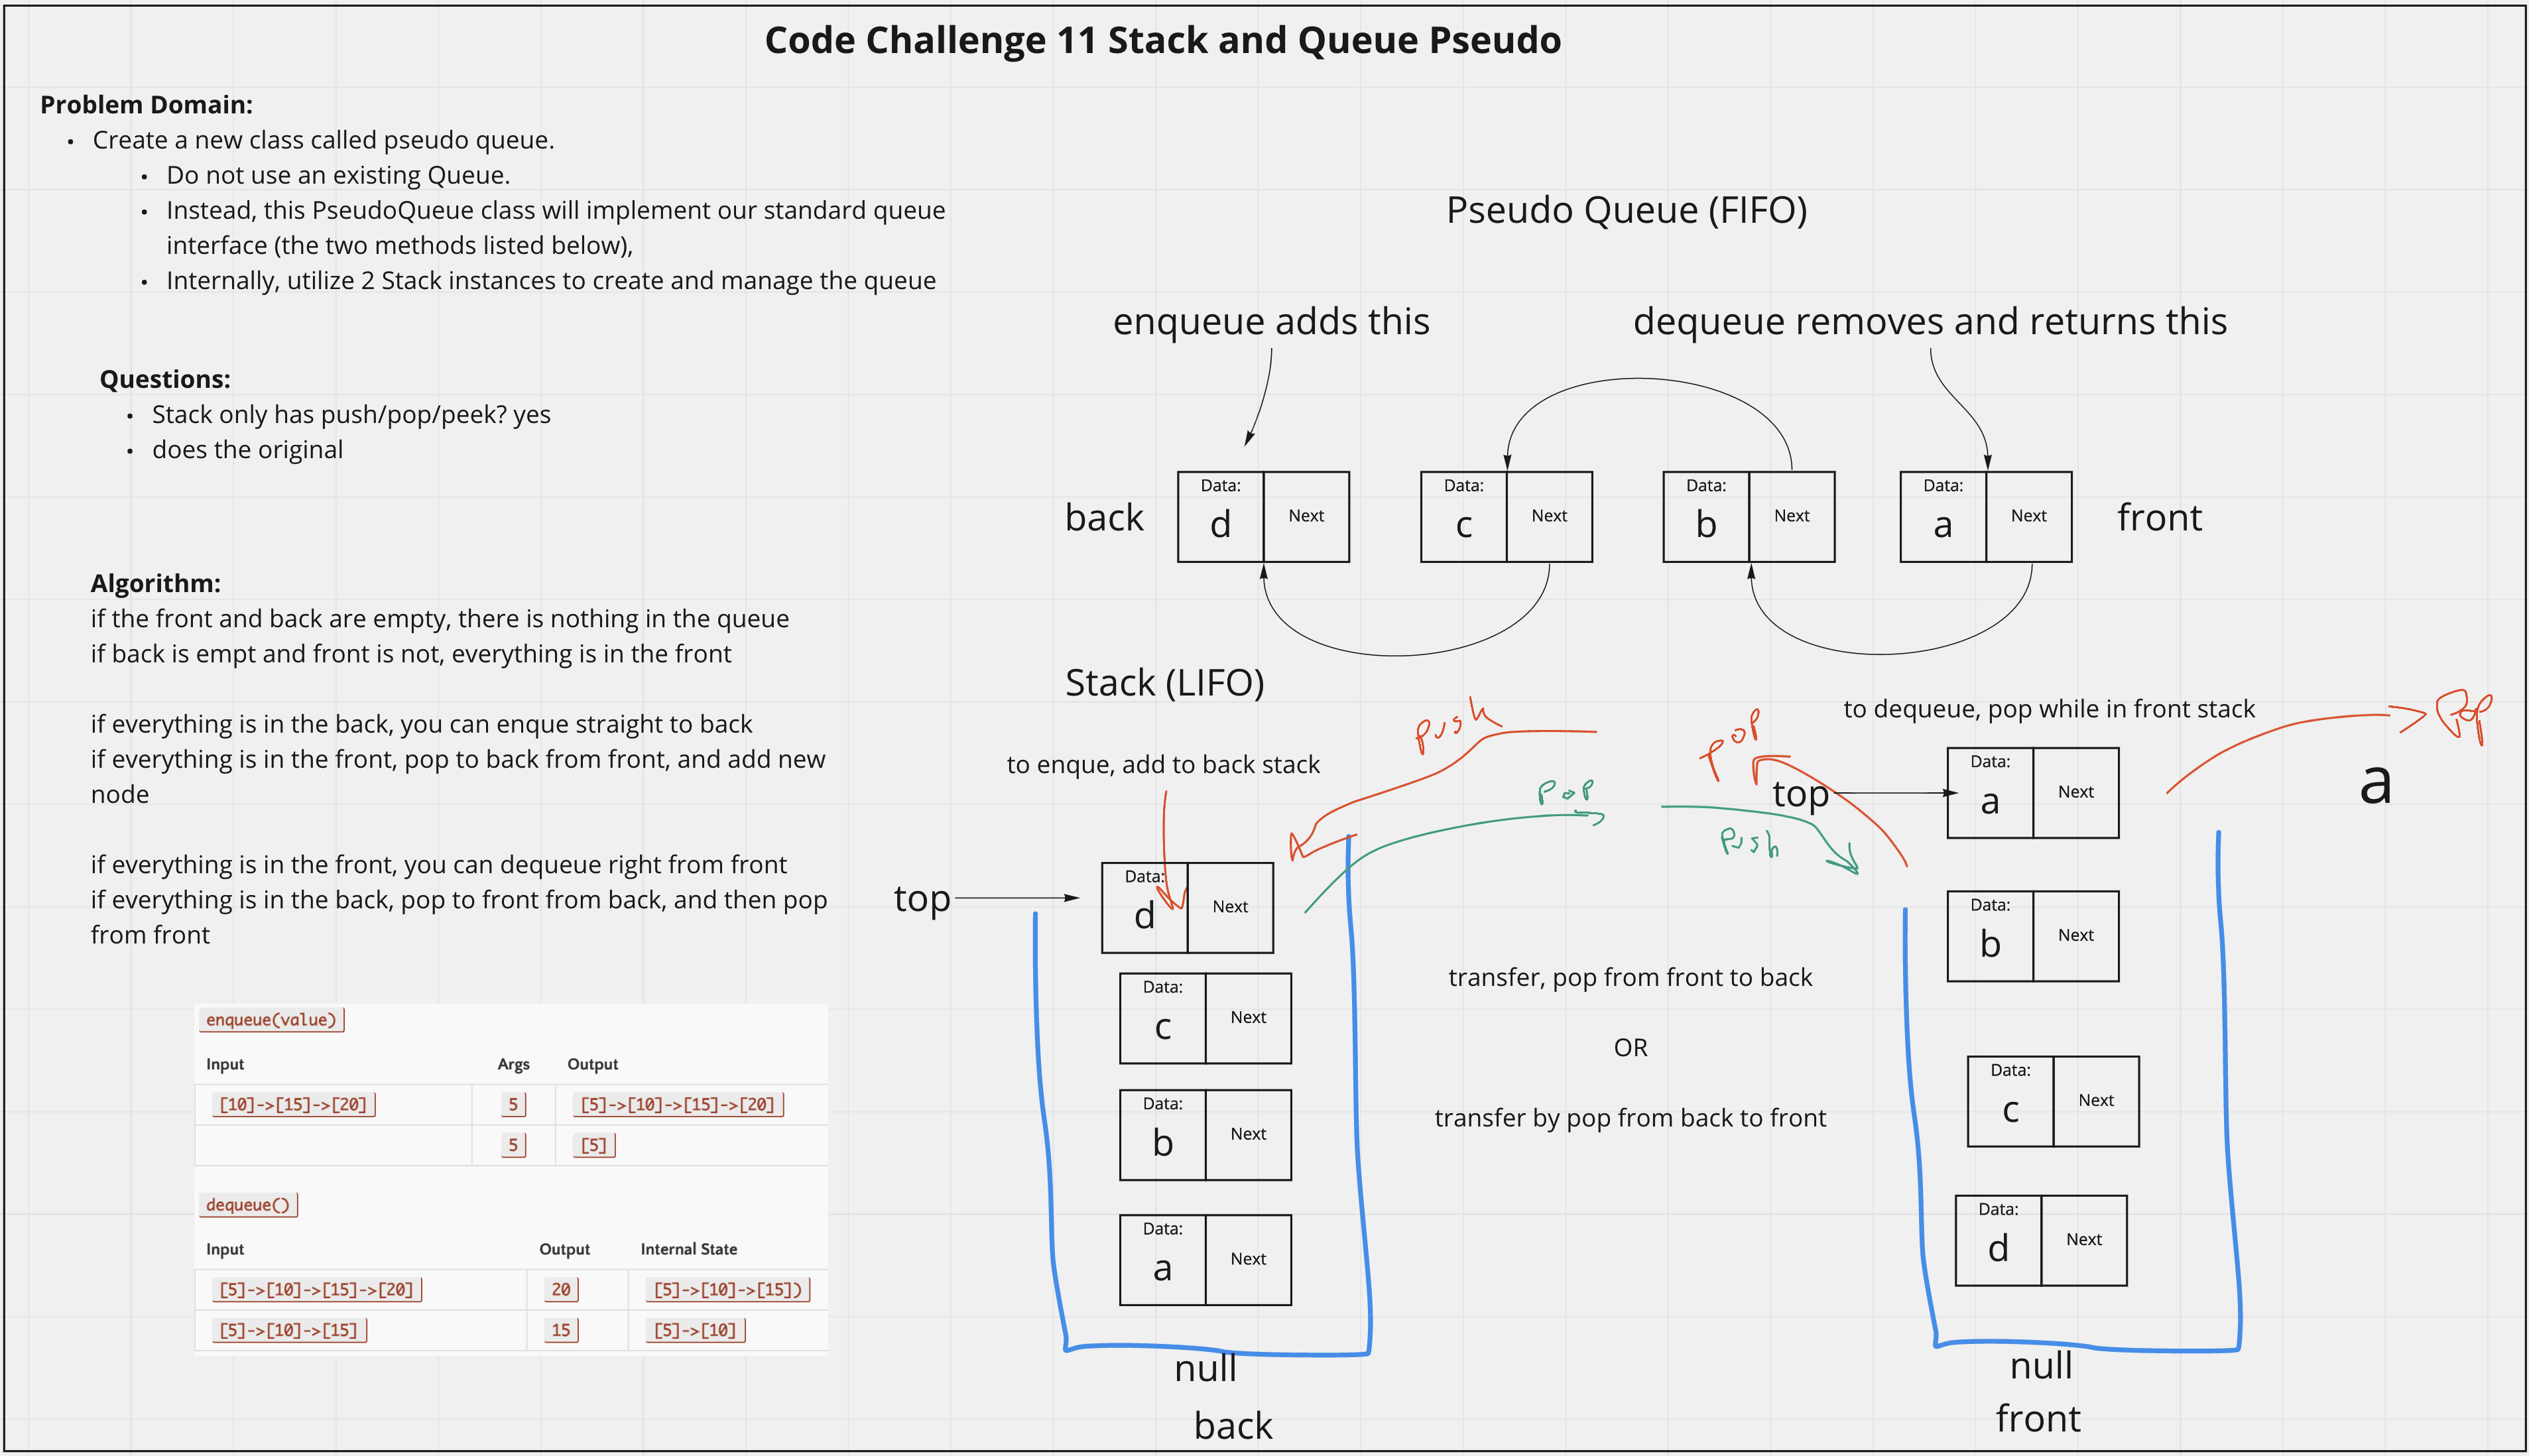 Code Challenge 11 Stack and Queue Pseudo
Problem Domain:
• Create a new class called pseudo queue.
• Do not use an existing Queue.
• Instead, this PseudoQueue class will implement our standard queue
interface (the two methods listed below),
• Internally, utilize 2 Stack instances to create and manage the queue
Questions:
• Stack only has push/pop/peek? yes
• does the original
Algorithm:
if the front and back are empty, there is nothing in the queue
if back is empt and front is not, everything is in the front
if everything is in the back, you can enque straight to back
if everything is in the front, pop to back from front, and add new
node
if everything is in the front, you can dequeue right from front
if everything is in the back, pop to front from back, and then pop
from front
enqueue(value)
Input Args Output
[10]->[15]->[20] 5 [5]->[10]->[15]->[20]
5 [5]
dequeue()
Input Output Internal State
[5]->[10]->[15]->[20] 20 [5]->[10]->[15])
[5]->[10]->[15] 15 [5]->[10]
Pseudo Queue (FIFO)
enqueue adds this
dequeue removes and returns this
back
Data:
d
Next
Data:
c
Next
Data:
b
Next
Data:
a
Next
front
Stack (LIFO)
to enque, add to back stack
push
pop
pop
push
to dequeue, pop while in front stack
pop
a
top
Data:
d
Next
Data:
c
Next
Data:
b
Next
Data:
a
Next
null
back
transfer, pop from front to back
OR
transfer by pop from back to front
top
Data:
a
Next
Data:
b
Next
Data:
c
Next
Data:
d
Next
null
front